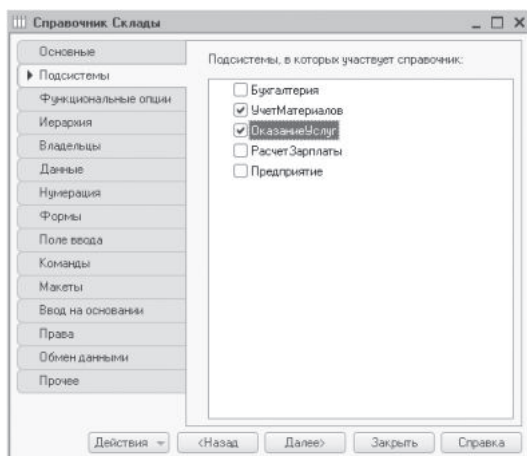 Справочник Склады
Основные
Подсистемы
Функциональные опции
Иерархия
Владельцы
Данные
Нумерация
Формы
Поле ввода
Команды
Макеты
Ввод на основании
Права
Обмен данными
Прочее
Подсистемы, в которых участвует справочник:
Бухгалтерия
УчетМатериалов
ОказаниеУслуг
РасчетЗарплаты
Предприятие
Действия
<Назад
Далее>
Закрыть
Справка